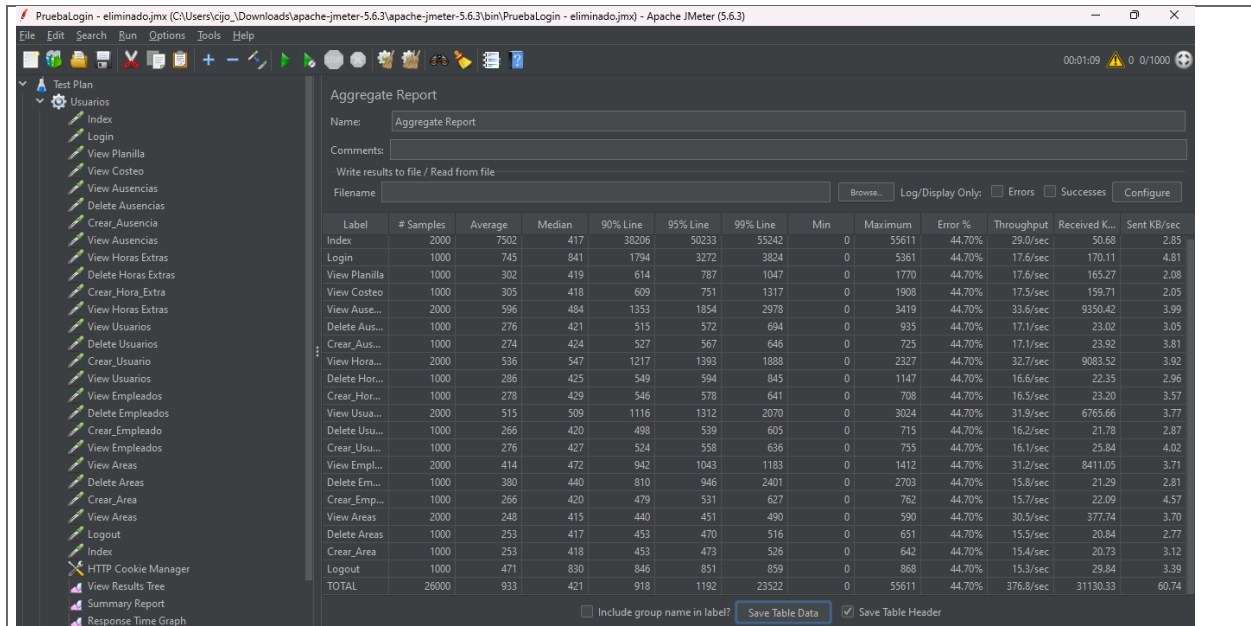 PruebaLogin - eliminado.jmx (C:\Users\cijo_\Downloads\apache-jmeter-5.6.3\apache-jmeter-5.6.3\bin\PruebaLogin - eliminado.jmx) - Apache JMeter (5.6.3)
File Edit Search Run Options Tools Help
00:01:09 0 0/1000
Test Plan
Usuarios
Index
Login
View Planilla
View Costeo
View Ausencias
Delete Ausencias
Crear_Ausencia
View Ausencias
View Horas Extras
Delete Horas Extras
Crear_Hora_Extra
View Horas Extras
View Usuarios
Delete Usuarios
Crear_Usuario
View Usuarios
View Empleados
Delete Empleados
Crear_Empleado
View Empleados
View Areas
Delete Areas
Crear_Area
View Areas
Logout
Index
HTTP Cookie Manager
View Results Tree
Summary Report
Response Time Graph
Aggregate Report
Name: Aggregate Report
Comments:
Write results to file / Read from file
Filename Browse... Log/Display Only: Errors Successes Configure
Label # Samples Average Median 90% Line 95% Line 99% Line Min Maximum Error % Throughput Received K... Sent KB/sec
Index 2000 7502 417 38206 50233 55242 0 55611 44.70% 29.0/sec 50.68 2.85
Login 1000 745 841 1794 3272 3824 0 5361 44.70% 17.6/sec 170.11 4.81
View Planilla 1000 302 419 614 787 1047 0 1770 44.70% 17.6/sec 165.27 2.08
View Costeo 1000 305 418 609 751 1317 0 1908 44.70% 17.5/sec 159.71 2.05
View Ause... 2000 596 484 1353 1854 2978 0 3419 44.70% 33.6/sec 9350.42 3.99
Delete Aus... 1000 276 421 515 572 694 0 935 44.70% 17.1/sec 23.02 3.05
Crear_Aus... 1000 274 424 527 567 646 0 725 44.70% 17.1/sec 23.92 3.81
View Hora... 2000 536 547 1217 1393 1888 0 2327 44.70% 32.7/sec 9083.52 3.92
Delete Hor... 1000 286 425 549 594 845 0 1147 44.70% 16.6/sec 22.35 2.96
Crear_Hor... 1000 278 429 546 578 641 0 708 44.70% 16.5/sec 23.20 3.57
View Usua... 2000 515 509 1116 1312 2070 0 3024 44.70% 31.9/sec 6765.66 3.77
Delete Usu... 1000 266 420 498 539 605 0 715 44.70% 16.2/sec 21.78 2.87
Crear_Usu... 1000 276 427 524 558 636 0 755 44.70% 16.1/sec 25.84 4.02
View Empl... 2000 414 472 942 1043 1183 0 1412 44.70% 31.2/sec 8411.05 3.71
Delete Em... 1000 380 440 810 946 2401 0 2703 44.70% 15.8/sec 21.29 2.81
Crear_Emp... 1000 266 420 479 531 627 0 762 44.70% 15.7/sec 22.09 4.57
View Areas 2000 248 415 440 451 490 0 590 44.70% 30.5/sec 377.74 3.70
Delete Areas 1000 253 417 453 470 516 0 651 44.70% 15.5/sec 20.84 2.77
Crear_Area 1000 253 418 453 473 526 0 642 44.70% 15.4/sec 20.73 3.12
Logout 1000 471 830 846 851 859 0 868 44.70% 15.3/sec 29.84 3.39
TOTAL 26000 933 421 918 1192 23522 0 55611 44.70% 376.8/sec 31130.33 60.74
Include group name in label? Save Table Data Save Table Header